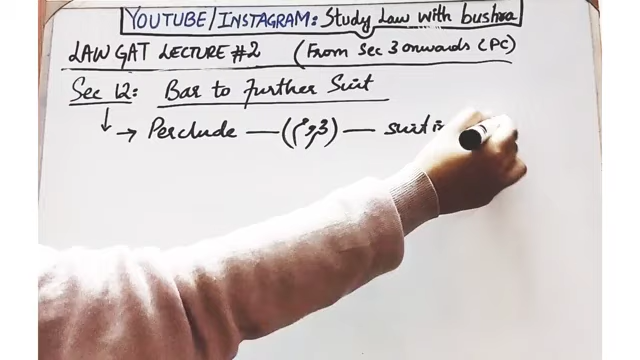 YOUTUBE/INSTAGRAM: Study Law with bushra
LAW GAT LECTURE #2 (From Sec 3 onwards CPC)
Sec 12: Bar to Further Suit
↓→ Perclude — ( ) — suit